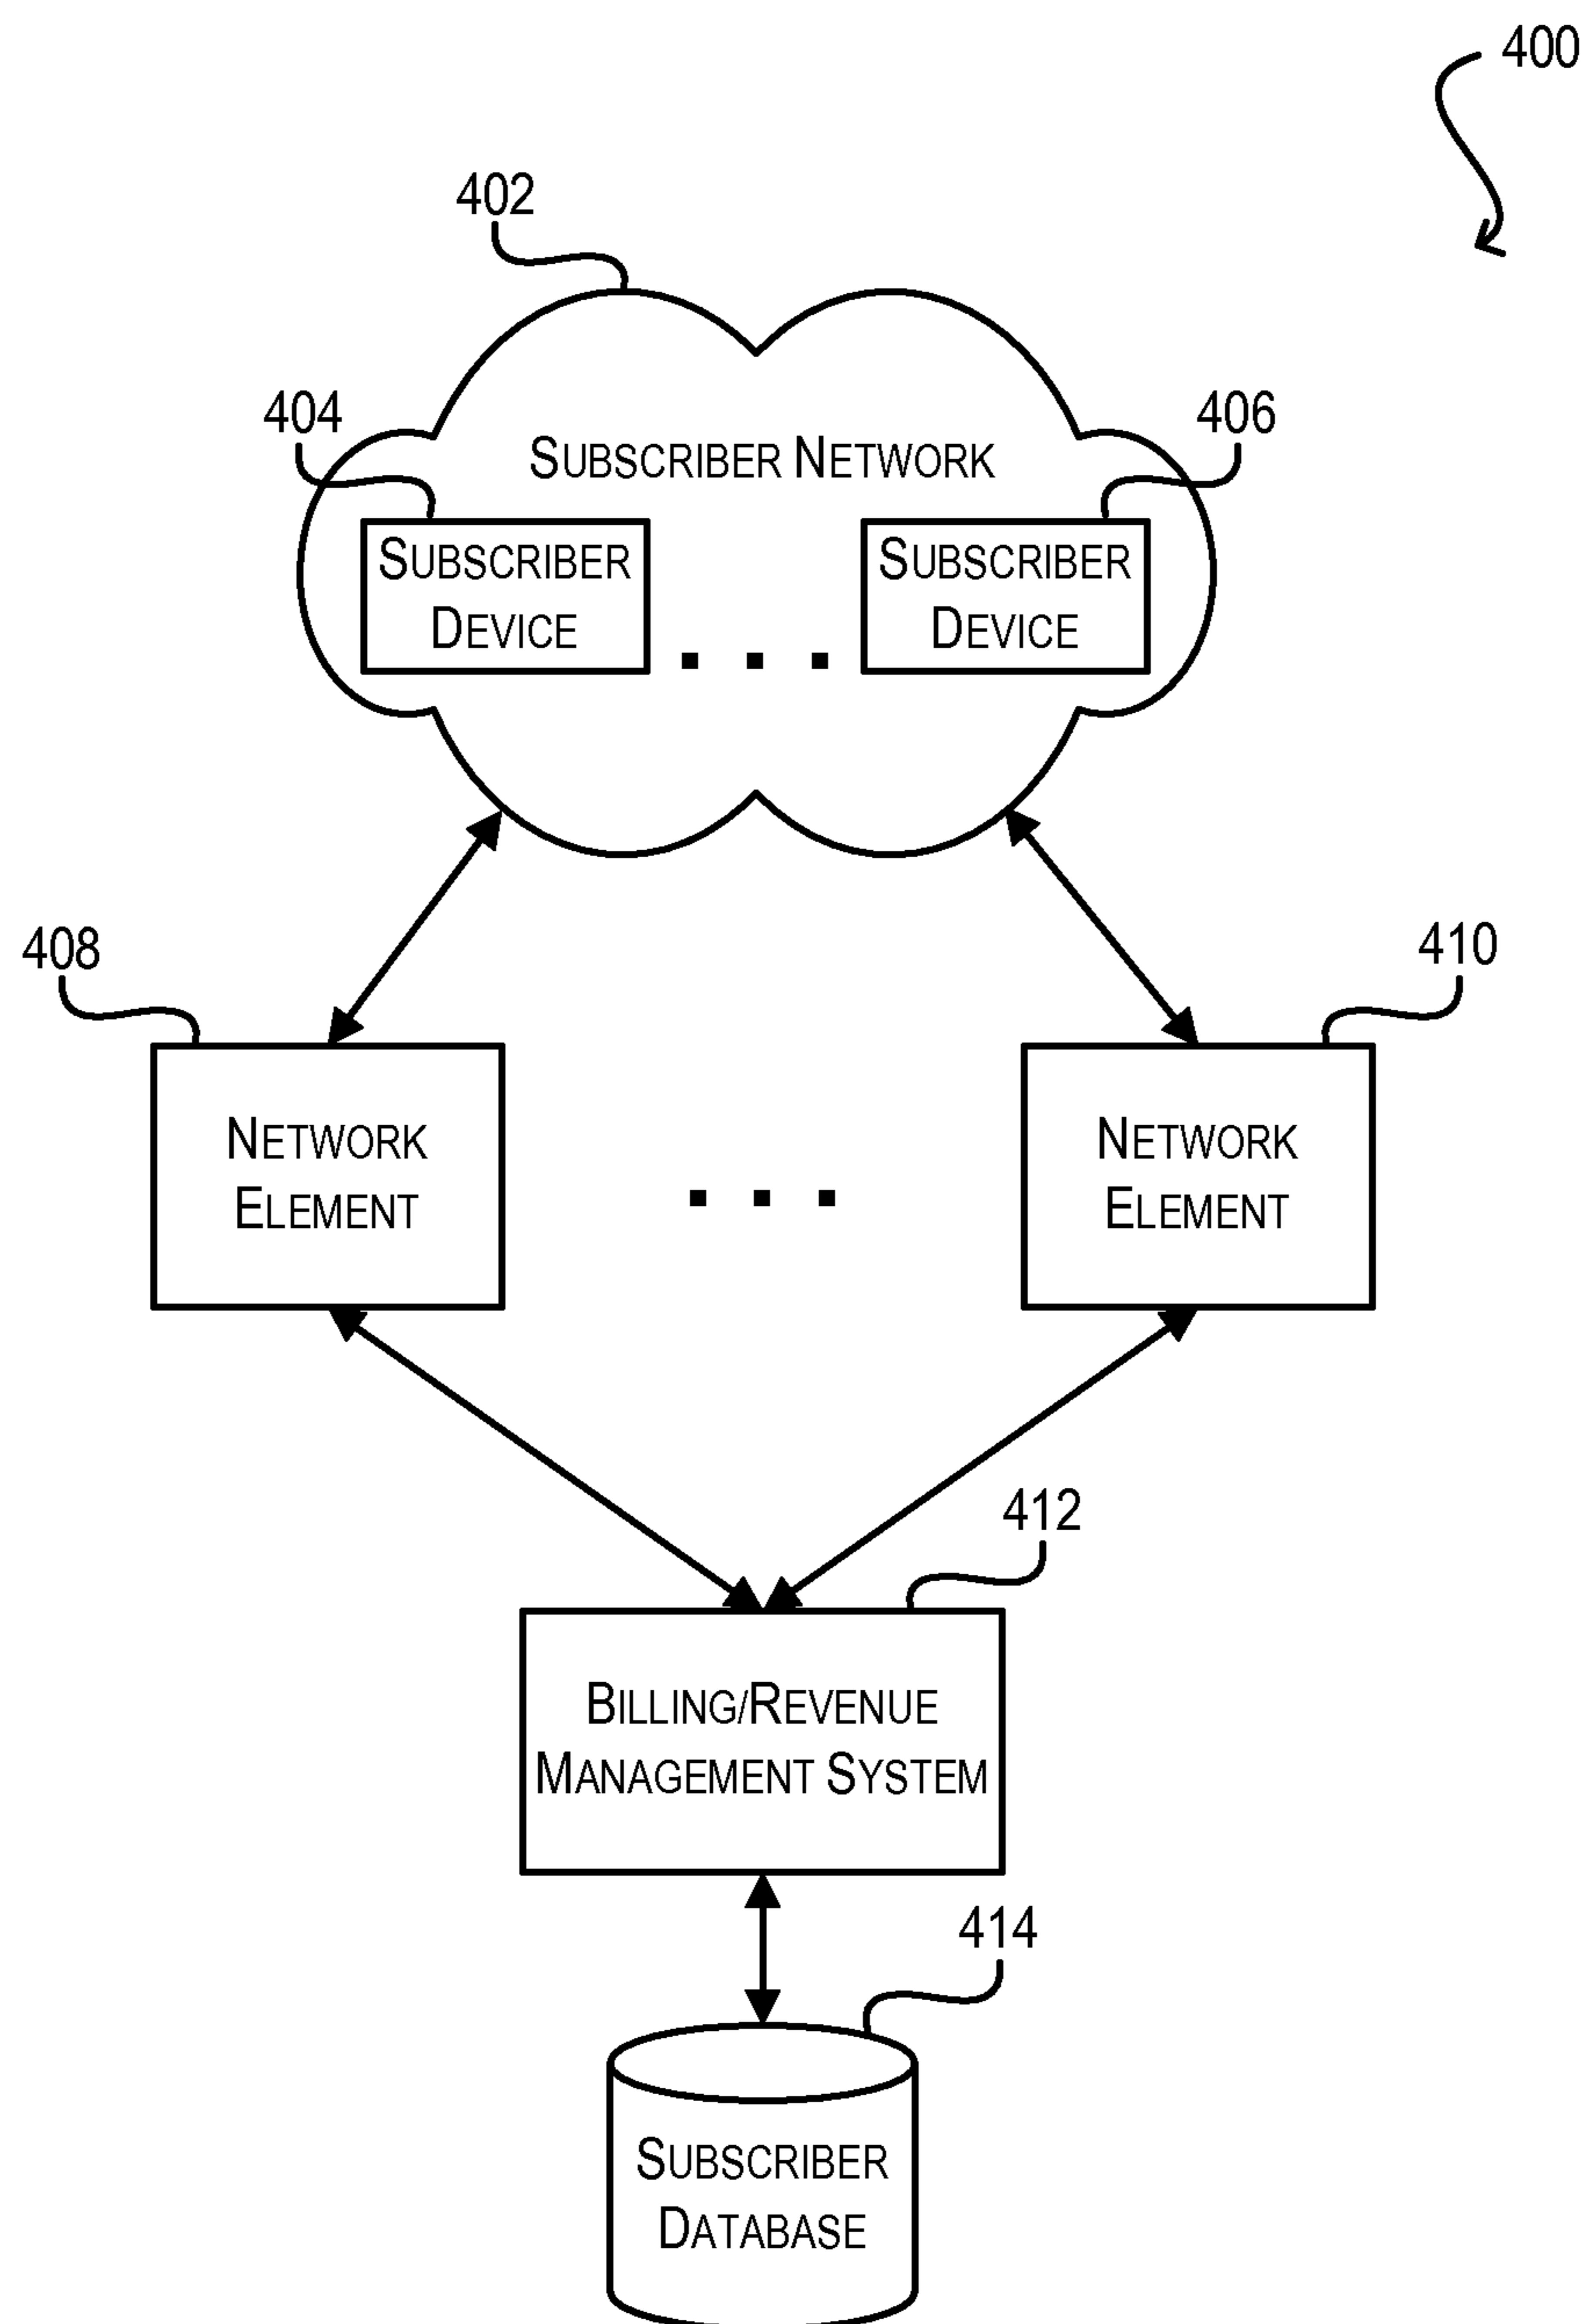 400
402
404
406
SUBSCRIBER NETWORK
SUBSCRIBER
DEVICE
SUBSCRIBER
DEVICE
. . .
408
410
NETWORK
ELEMENT
. . .
NETWORK
ELEMENT
412
BILLING/REVENUE
MANAGEMENT SYSTEM
414
SUBSCRIBER
DATABASE